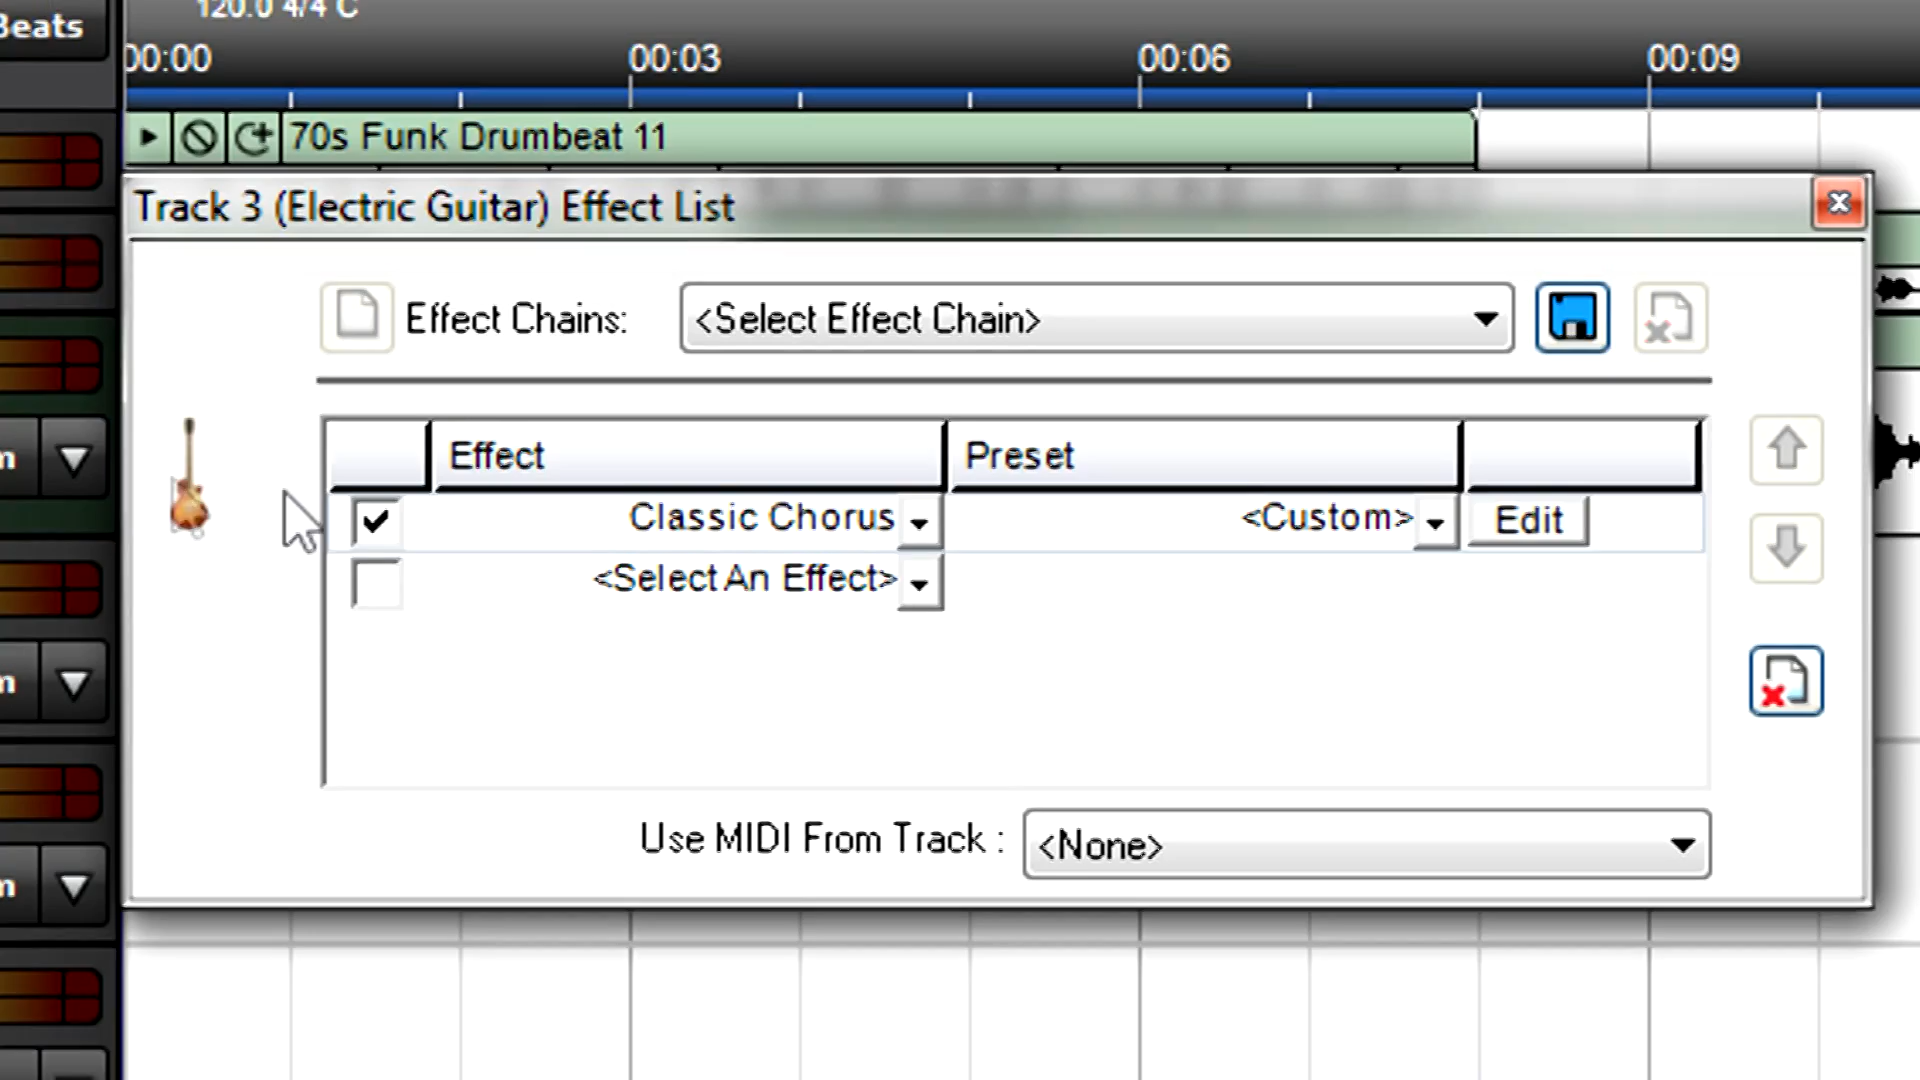 120.0 4/4 C
Beats
00:00 00:03 00:06 00:09
70s Funk Drumbeat 11
Track 3 (Electric Guitar) Effect List
Effect Chains: <Select Effect Chain>
Effect Preset
Classic Chorus <Custom> Edit
<Select An Effect>
Use MIDI From Track : <None>